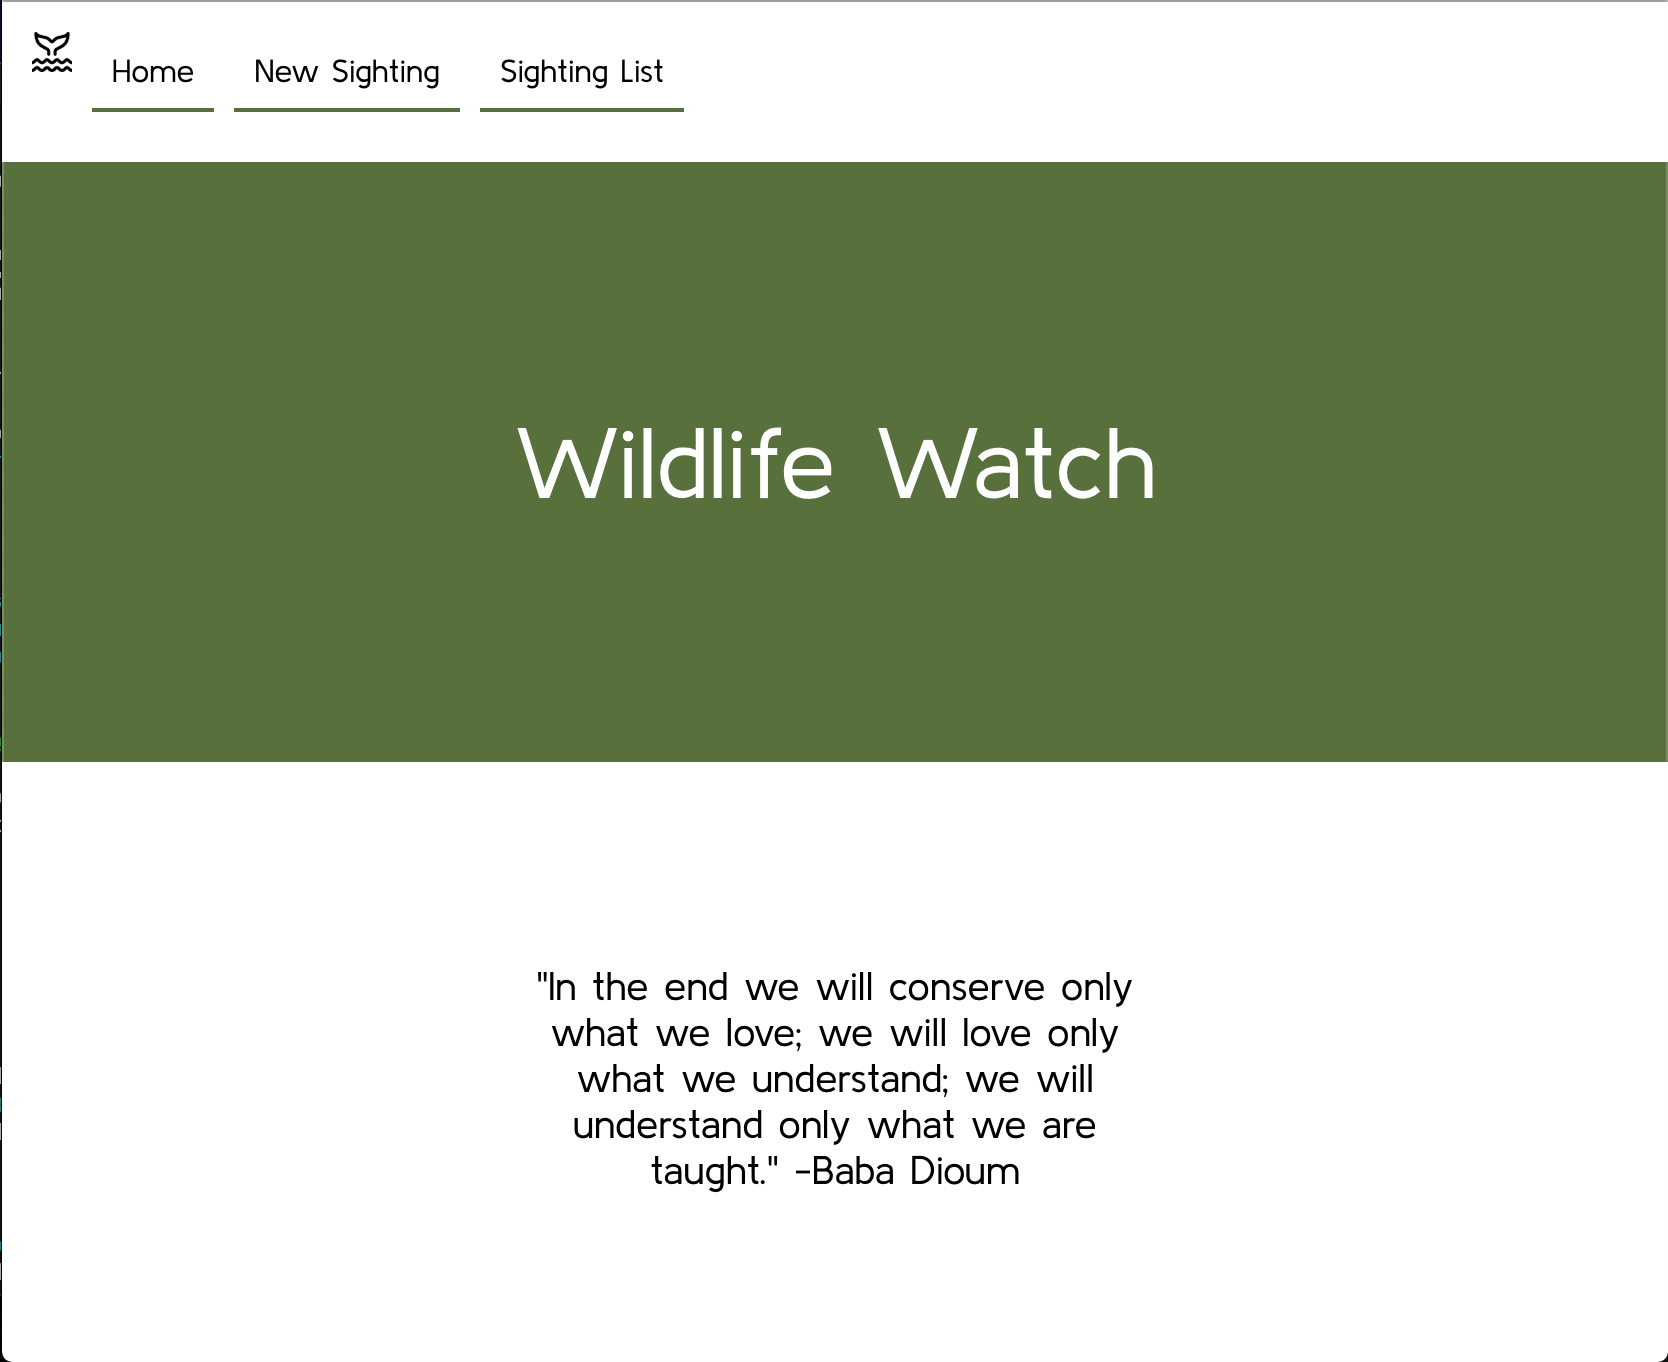 Home New Sighting Sighting List
Wildlife Watch
"In the end we will conserve only
what we love; we will love only
what we understand; we will
understand only what we are
taught." -Baba Dioum